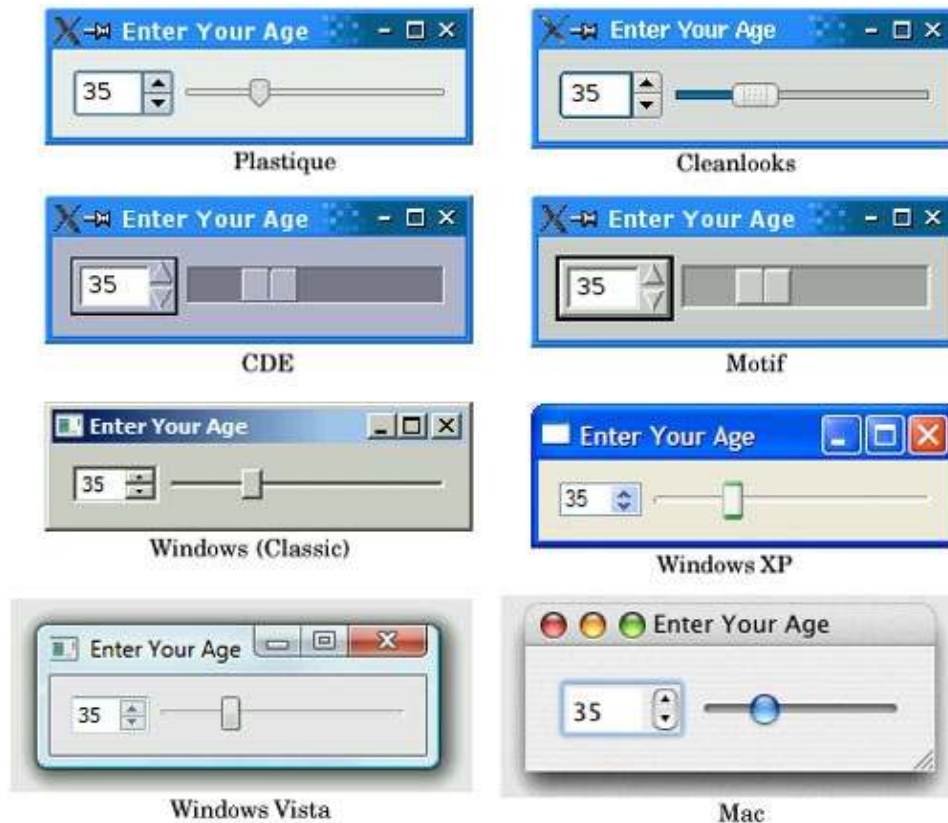 Enter Your Age
35
Plastique
Enter Your Age
35
Cleanlooks
Enter Your Age
35
CDE
Enter Your Age
35
Motif
Enter Your Age
35
Windows (Classic)
Enter Your Age
35
Windows XP
Enter Your Age
35
Windows Vista
Enter Your Age
35
Mac